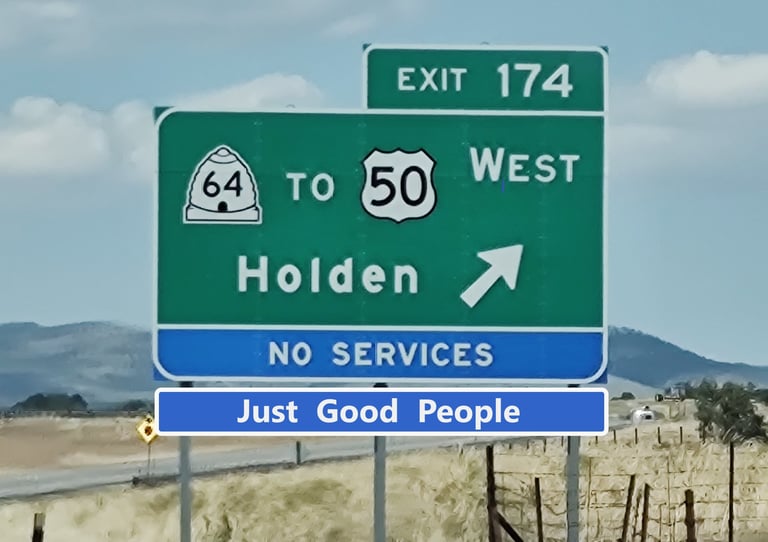 EXIT 174
64 TO 50 WEST
Holden
NO SERVICES
Just Good People